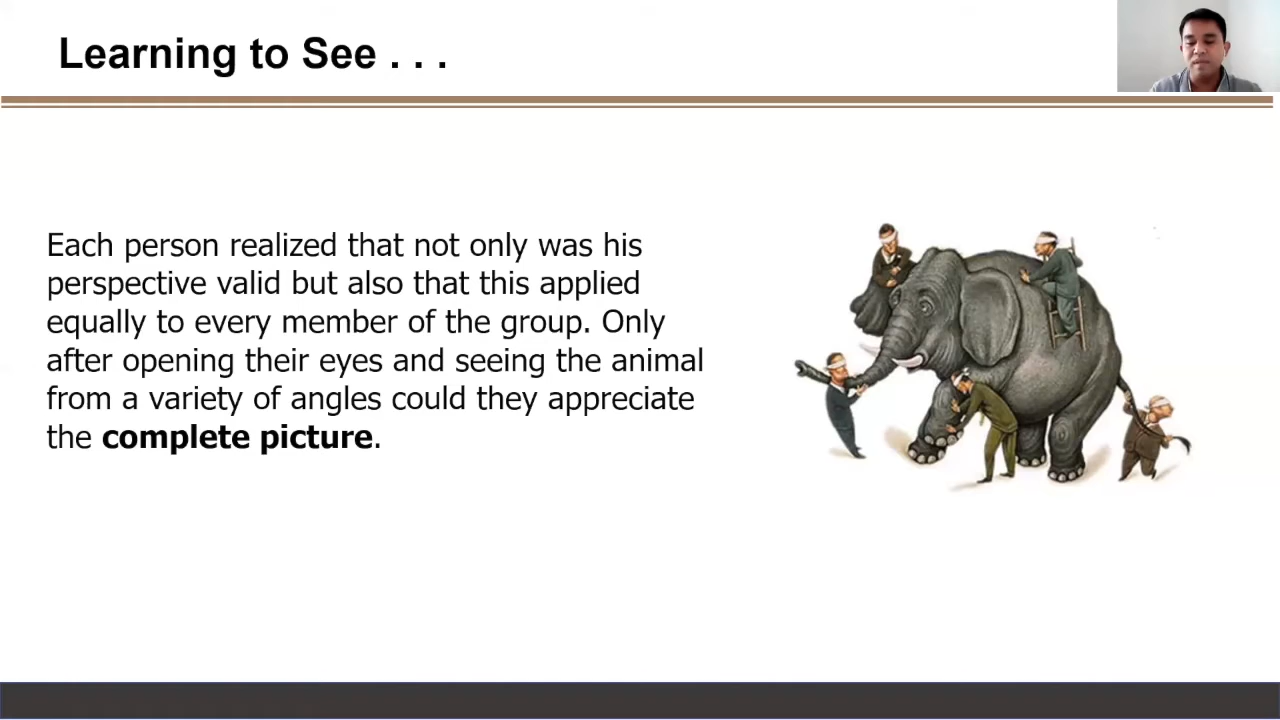 Learning to See . . .
Each person realized that not only was his
perspective valid but also that this applied
equally to every member of the group. Only
after opening their eyes and seeing the animal
from a variety of angles could they appreciate
the complete picture.